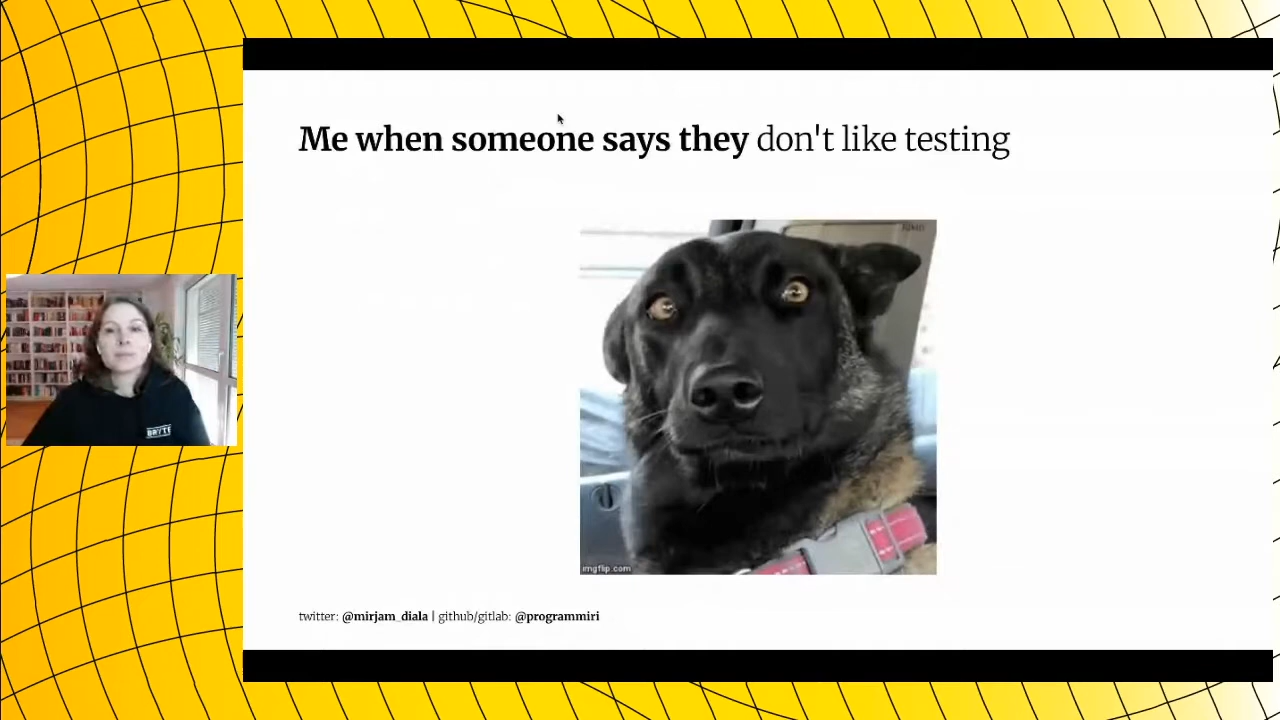 Me when someone says they don't like testing
imgflip.com
twitter: @mirjam_diala | github/gitlab: @programmiri